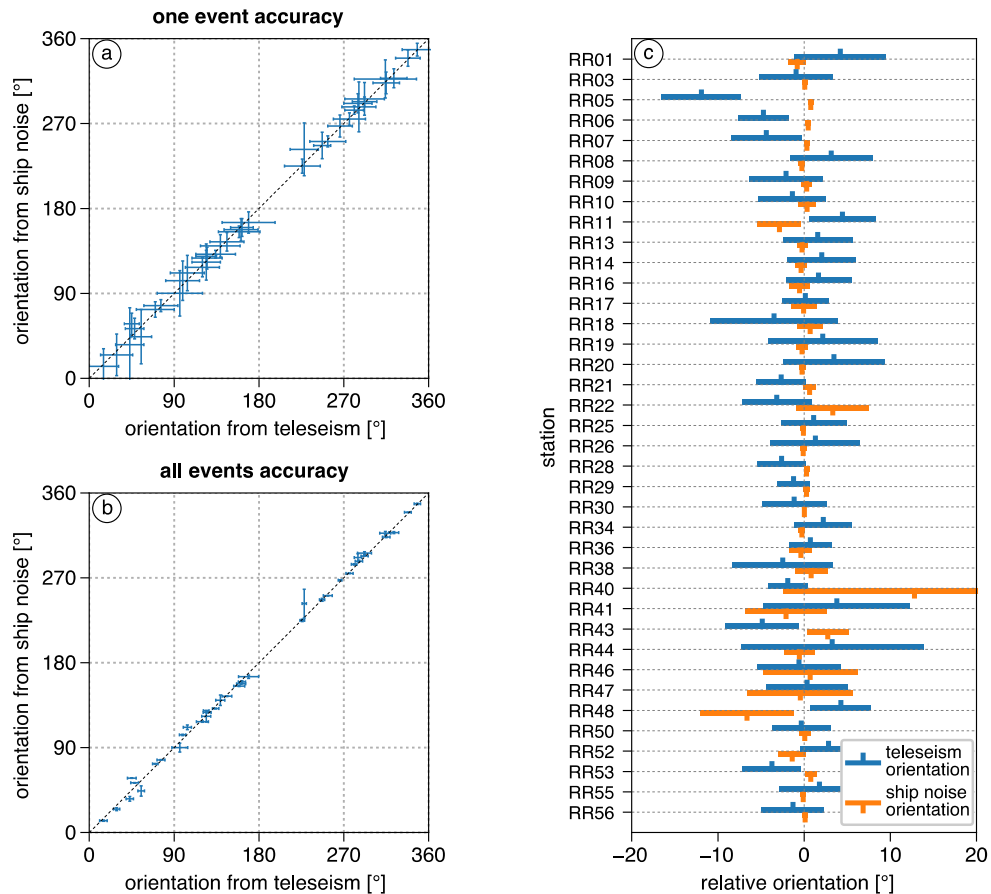 one event accuracy
a
360
270
180
90
0
orientation from ship noise [°]
0 90 180 270 360
orientation from teleseism [°]
all events accuracy
b
360
270
180
90
0
orientation from ship noise [°]
0 90 180 270 360
orientation from teleseism [°]
c
station
RR01
RR03
RR05
RR06
RR07
RR08
RR09
RR10
RR11
RR13
RR14
RR16
RR17
RR18
RR19
RR20
RR21
RR22
RR25
RR26
RR28
RR29
RR30
RR34
RR36
RR38
RR40
RR41
RR43
RR44
RR46
RR47
RR48
RR50
RR52
RR53
RR55
RR56
teleseism
orientation
ship noise
orientation
−20 −10 0 10 20
relative orientation [°]